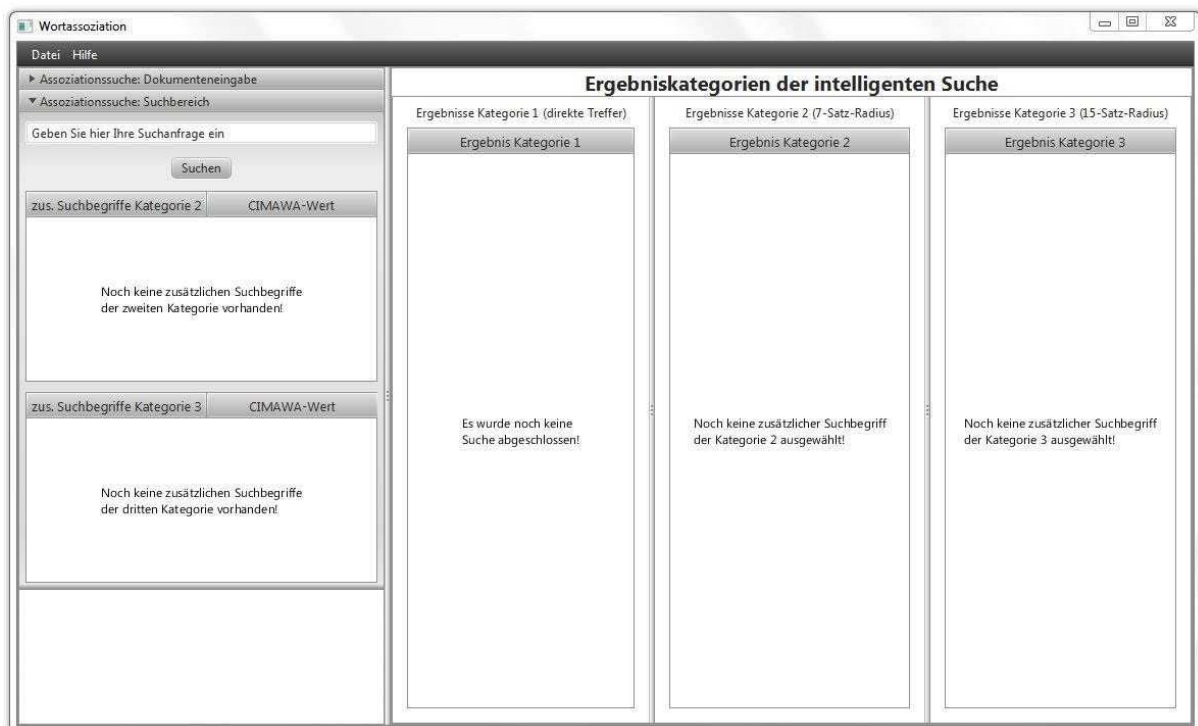 Wortassoziation
Datei Hilfe
Assoziationssuche: Dokumenteneingabe
Assoziationssuche: Suchbereich
Geben Sie hier Ihre Suchanfrage ein
Suchen
zus. Suchbegriffe Kategorie 2 CIMAWA-Wert
Noch keine zusätzlichen Suchbegriffe
der zweiten Kategorie vorhanden!
zus. Suchbegriffe Kategorie 3 CIMAWA-Wert
Noch keine zusätzlichen Suchbegriffe
der dritten Kategorie vorhanden!
Ergebniskategorien der intelligenten Suche
Ergebnisse Kategorie 1 (direkte Treffer)
Ergebnis Kategorie 1
Es wurde noch keine
Suche abgeschlossen!
Ergebnisse Kategorie 2 (7-Satz-Radius)
Ergebnis Kategorie 2
Noch keine zusätzlicher Suchbegriff
der Kategorie 2 ausgewählt!
Ergebnisse Kategorie 3 (15-Satz-Radius)
Ergebnis Kategorie 3
Noch keine zusätzlicher Suchbegriff
der Kategorie 3 ausgewählt!